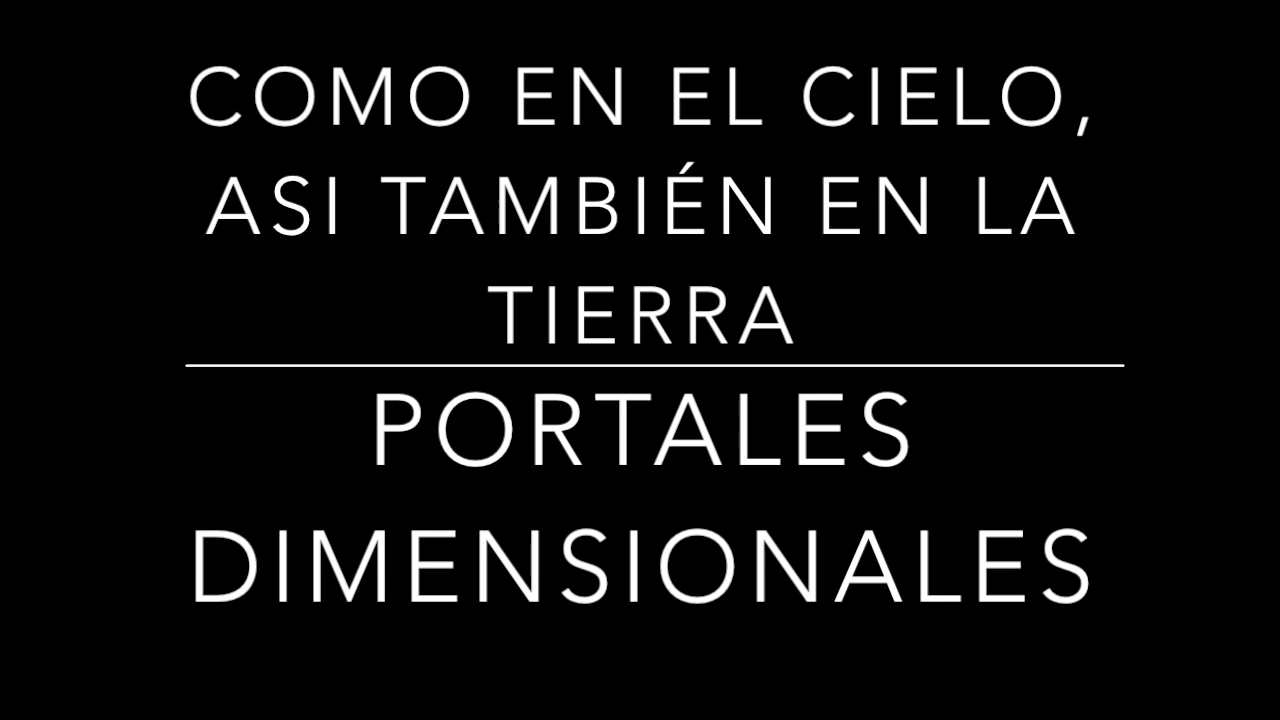 COMO EN EL CIELO,
ASI TAMBIÉN EN LA
TIERRA
PORTALES
DIMENSIONALES